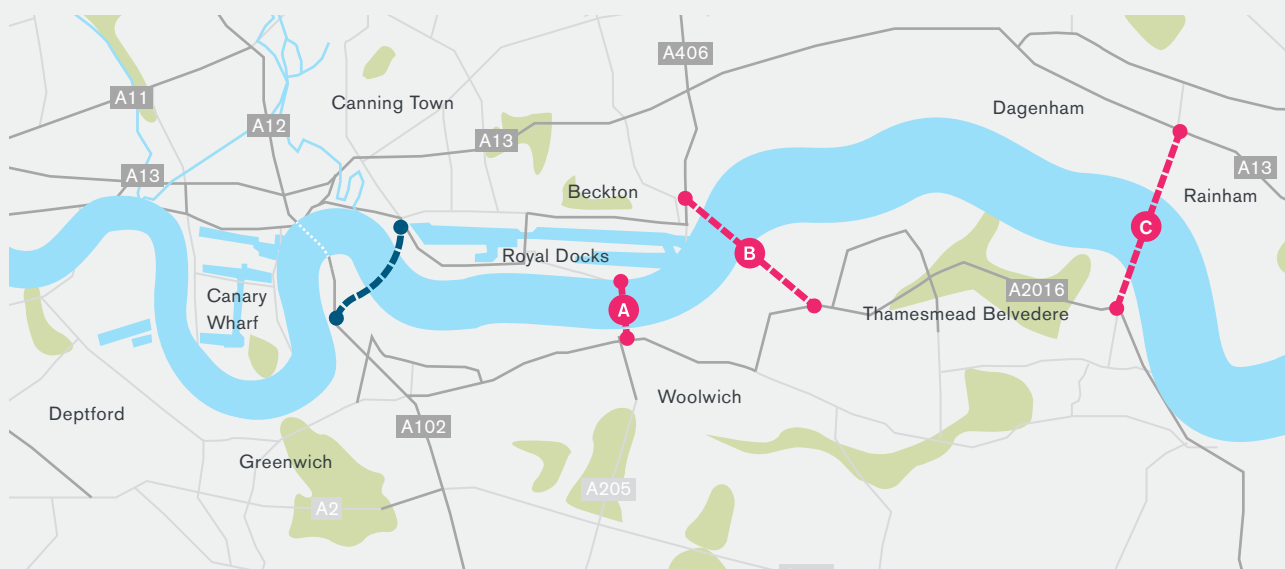 A406
A11
Canning Town
Dagenham
A12
A13
A13
A13
Beckton
Rainham
C
B
Royal Docks
Canary
Wharf
A2016
A
Thamesmead Belvedere
Woolwich
Deptford
A102
Greenwich
A205
A2